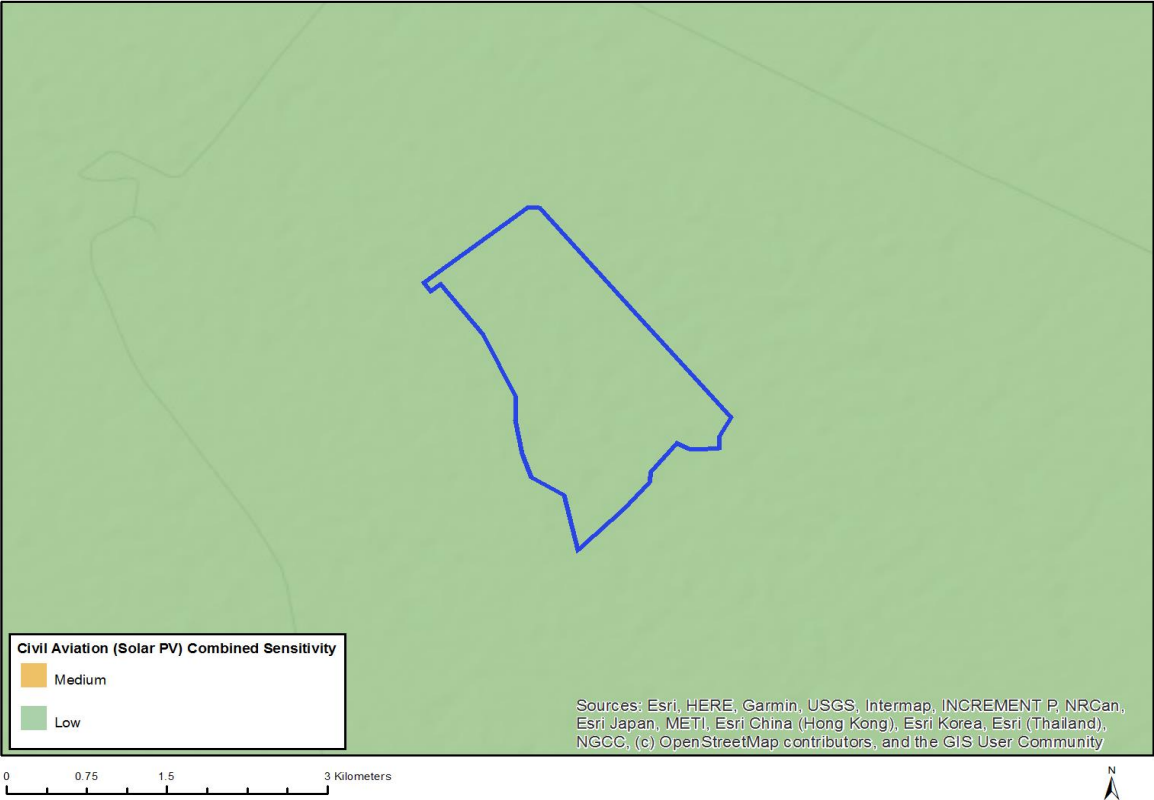 Civil Aviation (Solar PV) Combined Sensitivity
Medium
Low
Sources: Esri, HERE, Garmin, USGS, Intermap, INCREMENT P, NRCan,
Esri Japan, METI, Esri China (Hong Kong), Esri Korea, Esri (Thailand),
NGCC, (c) OpenStreetMap contributors, and the GIS User Community
0 0.75 1.5 3 Kilometers
N